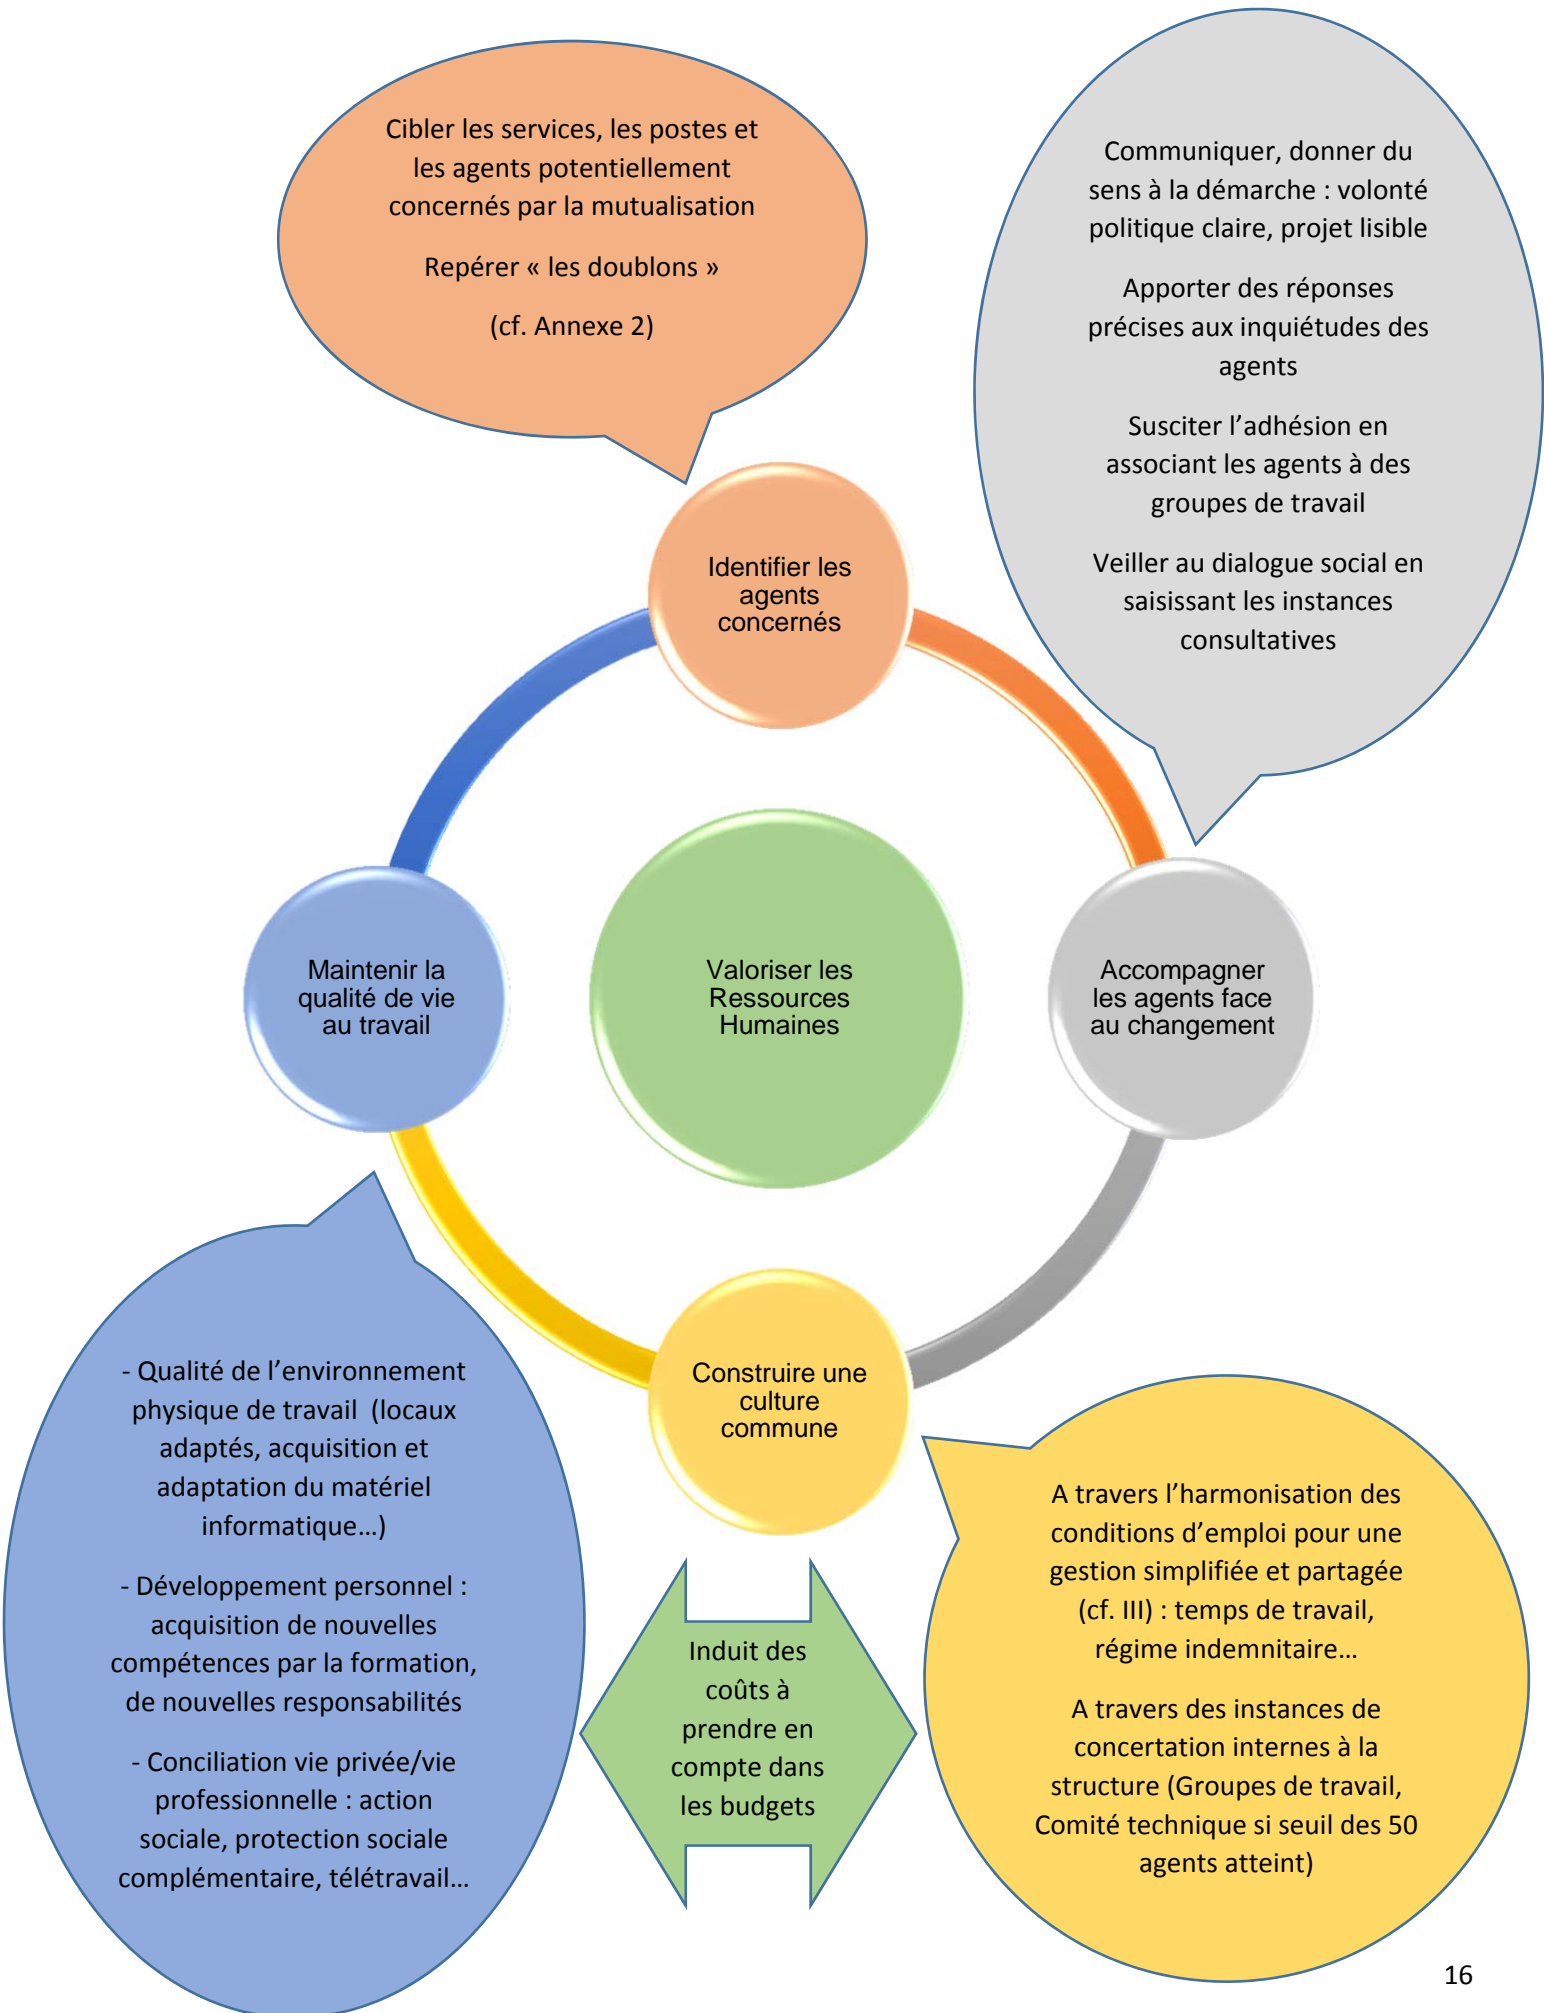 Cibler les services, les postes et
les agents potentiellement
concernés par la mutualisation
Repérer « les doublons »
(cf. Annexe 2)
Communiquer, donner du
sens à la démarche : volonté
politique claire, projet lisible
Apporter des réponses
précises aux inquiétudes des
agents
Susciter l’adhésion en
associant les agents à des
groupes de travail
Veiller au dialogue social en
saisissant les instances
consultatives
Identifier les
agents
concernés
Maintenir la
qualité de vie
au travail
Valoriser les
Ressources
Humaines
Accompagner
les agents face
au changement
Construire une
culture
commune
- Qualité de l’environnement
physique de travail  (locaux
adaptés, acquisition et
adaptation du matériel
informatique…)
- Développement personnel :
acquisition de nouvelles
compétences par la formation,
de nouvelles responsabilités
- Conciliation vie privée/vie
professionnelle : action
sociale, protection sociale
complémentaire, télétravail…
Induit des
coûts à
prendre en
compte dans
les budgets
A travers l’harmonisation des
conditions d’emploi pour une
gestion simplifiée et partagée
(cf. III) : temps de travail,
régime indemnitaire…
A travers des instances de
concertation internes à la
structure (Groupes de travail,
Comité technique si seuil des 50
agents atteint)
16